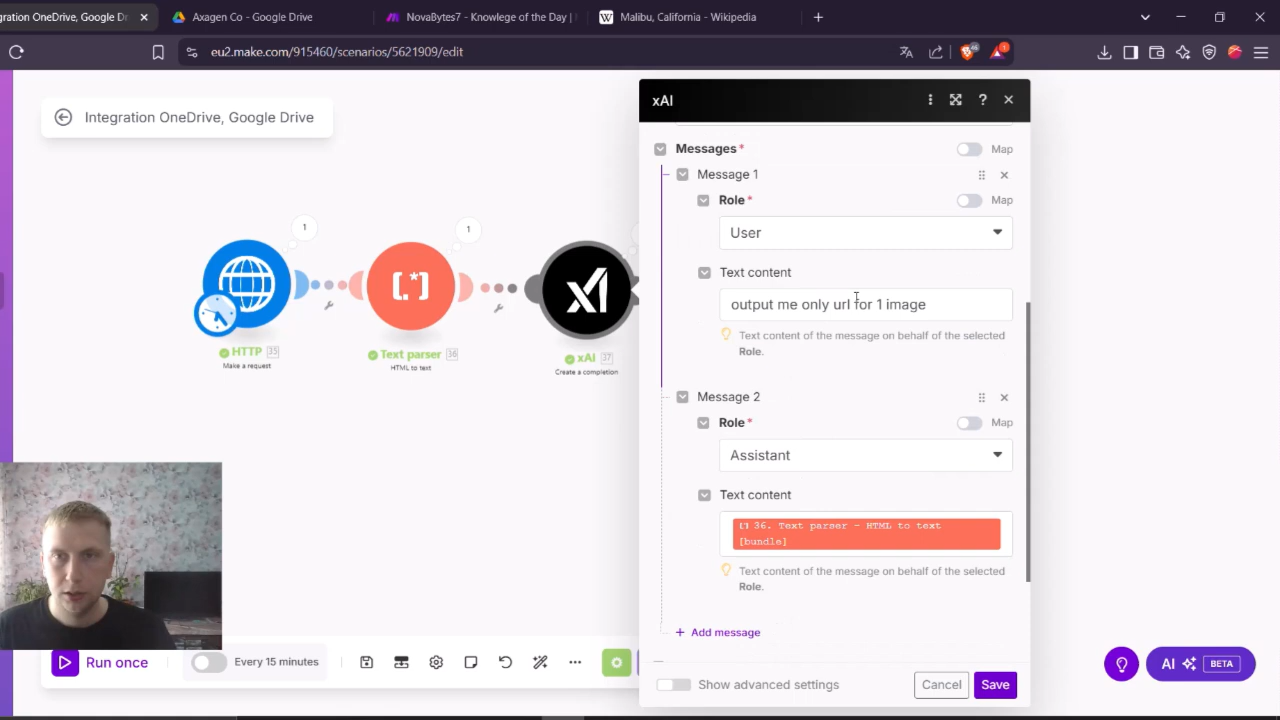 ntegration OneDrive, G
Axagen Co - Google Drive
NovaBytes7 - Knowlege of the Day |
W Malibu, California - Wikipedia
eu2.make.com/915460/scenarios/5621909/edit
Integration OneDrive, Google Drive
xAI
Messages*
Map
Message 1
Role*
Map
User
Text content
output me only url for 1 image
Text content of the message on behalf of the selected
Role.
Message 2
Role*
Map
Assistant
Text content
36. Text parser - HTML to text
[bundle]
Text content of the message on behalf of the selected
Role.
+ Add message
Show advanced settings
Cancel
Save
1
1
HTTP 35
Make a request
[.*]
Text parser 36
HTML to text
xAI 37
Create a completion
Run once
Every 15 minutes
AI BETA